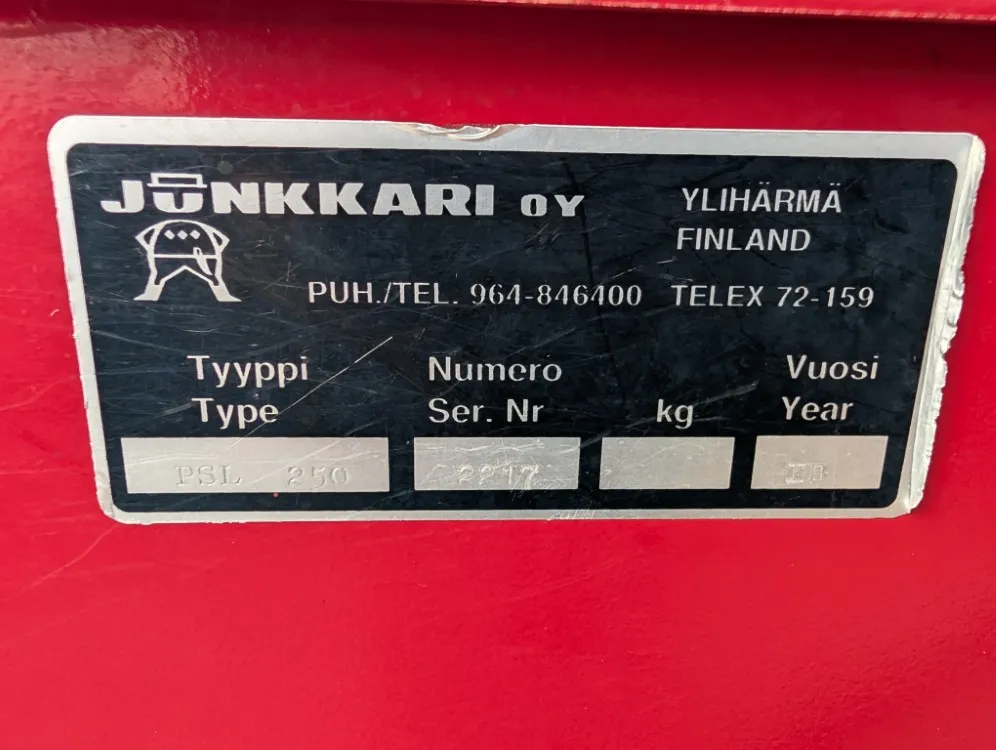 JUNKKARI OY
YLIHÄRMÄ
FINLAND
PUH./TEL. 964-846400 TELEX 72-159
Tyyppi Numero Vuosi
Type Ser. Nr kg Year
PSL 250 2217